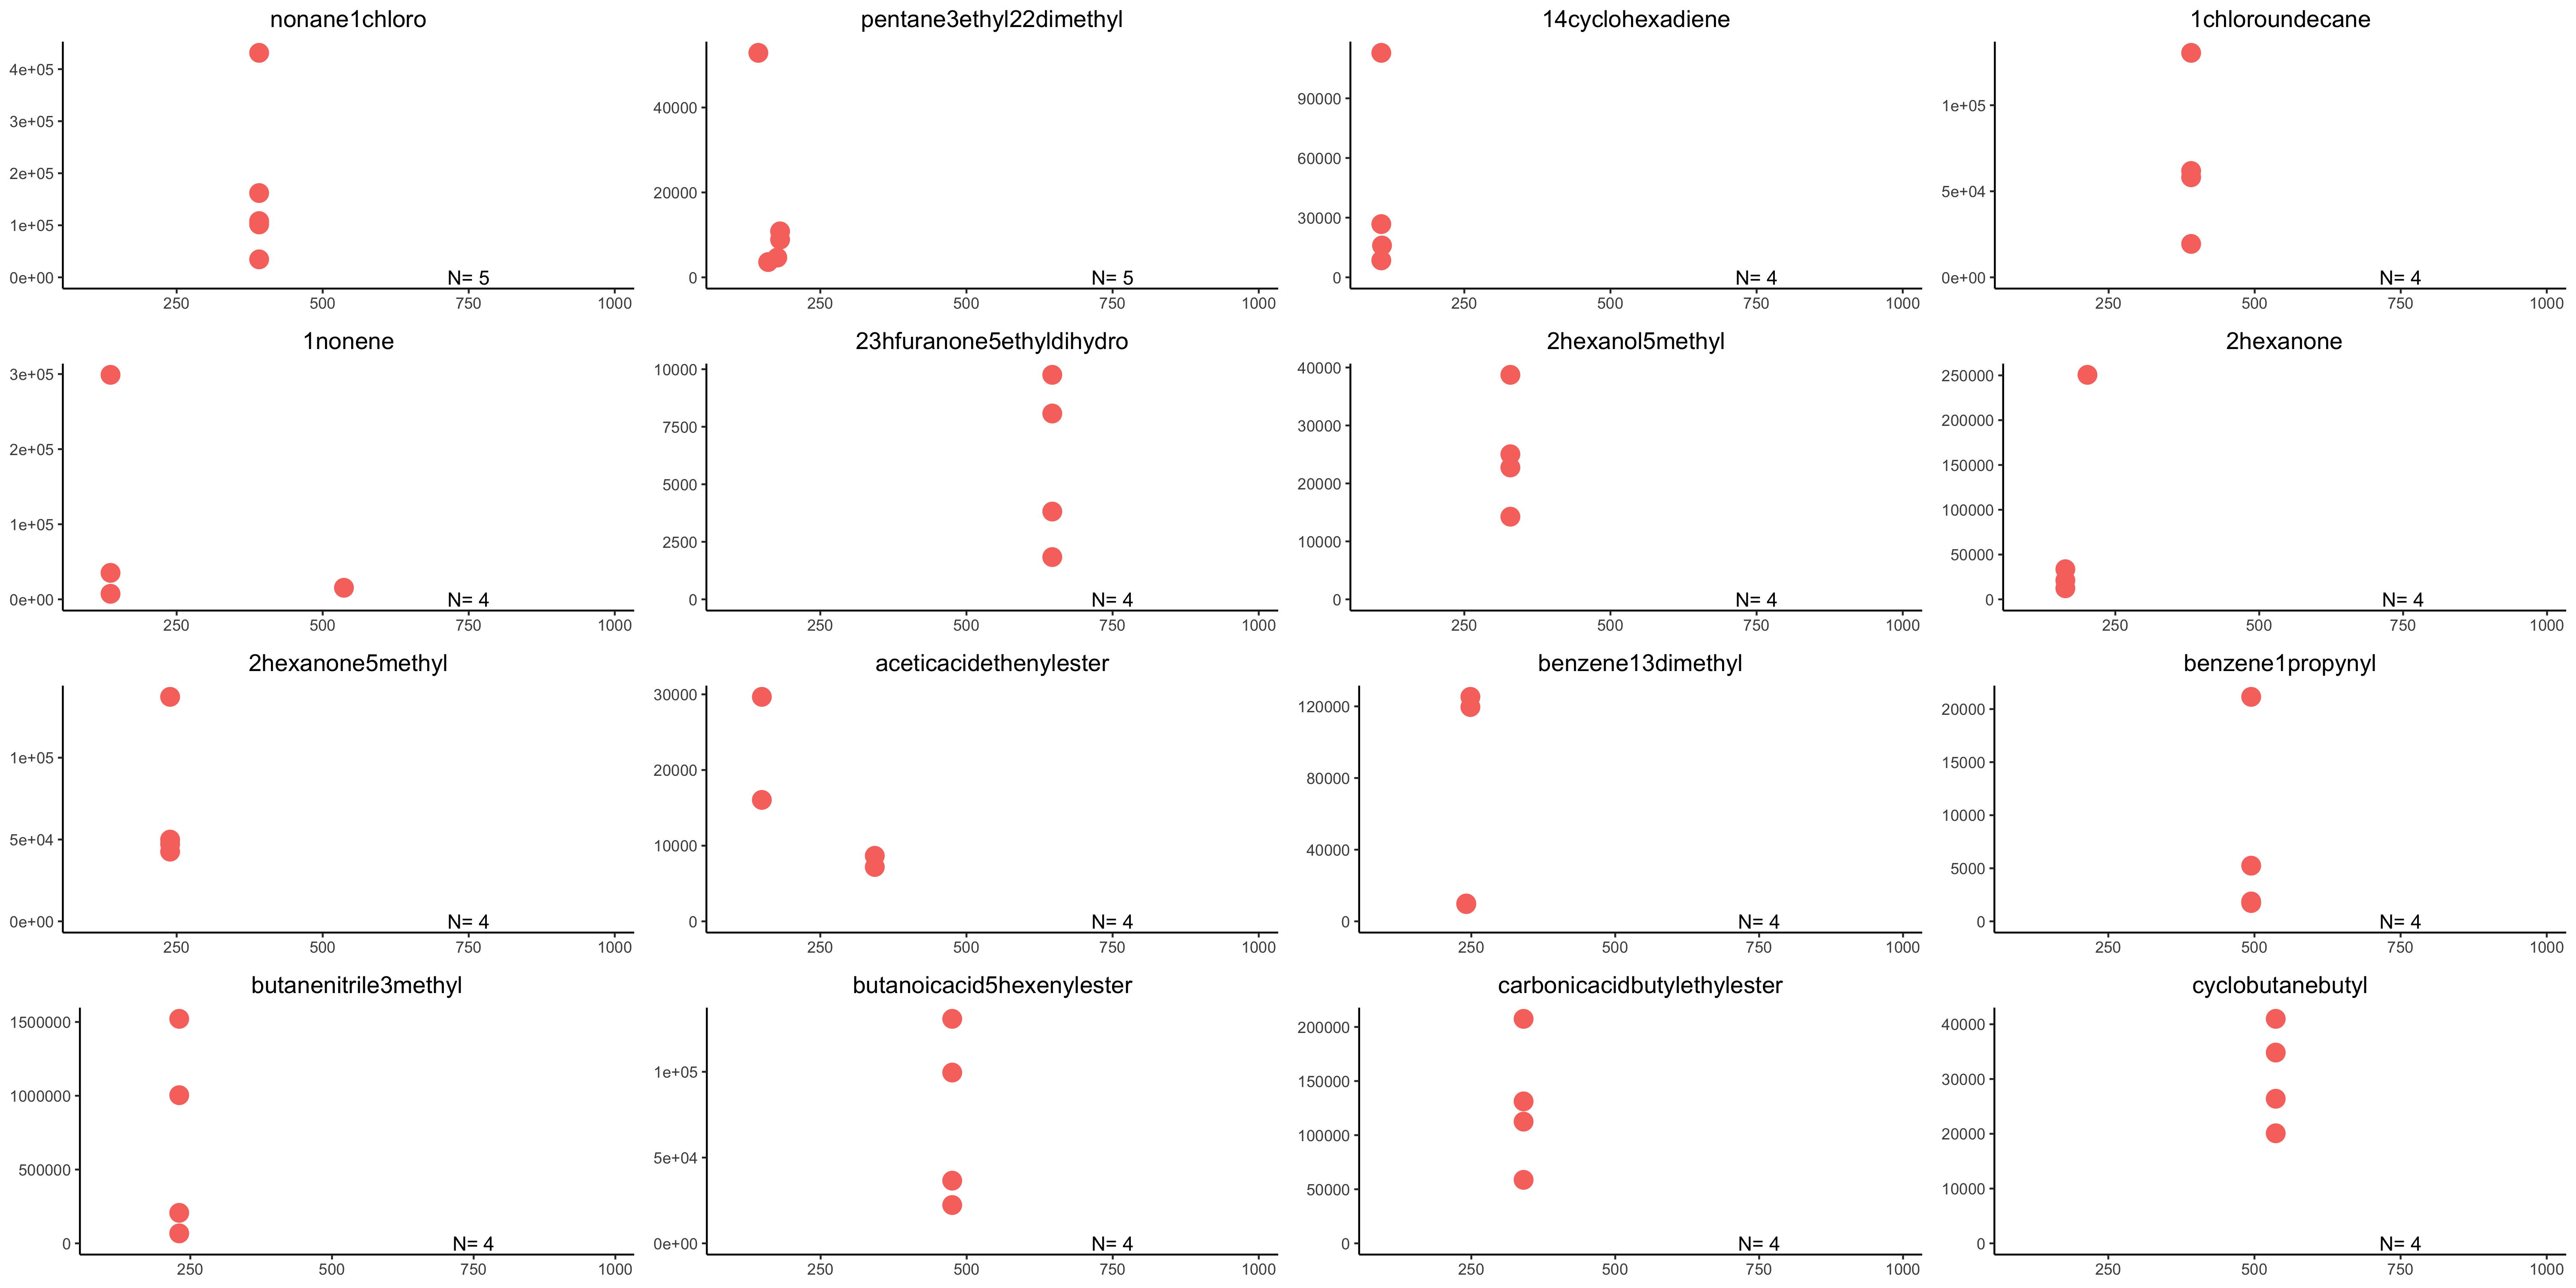 nonane1chloro
4e+05
3e+05
2e+05
1e+05
0e+00
N= 5
250 500 750 1000
pentane3ethyl22dimethyl
40000
20000
0
N= 5
250 500 750 1000
14cyclohexadiene
90000
60000
30000
0
N= 4
250 500 750 1000
1chloroundecane
1e+05
5e+04
0e+00
N= 4
250 500 750 1000
1nonene
3e+05
2e+05
1e+05
0e+00
N= 4
250 500 750 1000
23hfuranone5ethyldihydro
10000
7500
5000
2500
0
N= 4
250 500 750 1000
2hexanol5methyl
40000
30000
20000
10000
0
N= 4
250 500 750 1000
2hexanone
250000
200000
150000
100000
50000
0
N= 4
250 500 750 1000
2hexanone5methyl
1e+05
5e+04
0e+00
N= 4
250 500 750 1000
aceticacidethenylester
30000
20000
10000
0
N= 4
250 500 750 1000
benzene13dimethyl
120000
80000
40000
0
N= 4
250 500 750 1000
benzene1propynyl
20000
15000
10000
5000
0
N= 4
250 500 750 1000
butanenitrile3methyl
1500000
1000000
500000
0
N= 4
250 500 750 1000
butanoicacid5hexenylester
1e+05
5e+04
0e+00
N= 4
250 500 750 1000
carbonicacidbutylethylester
200000
150000
100000
50000
0
N= 4
250 500 750 1000
cyclobutanebutyl
40000
30000
20000
10000
0
N= 4
250 500 750 1000